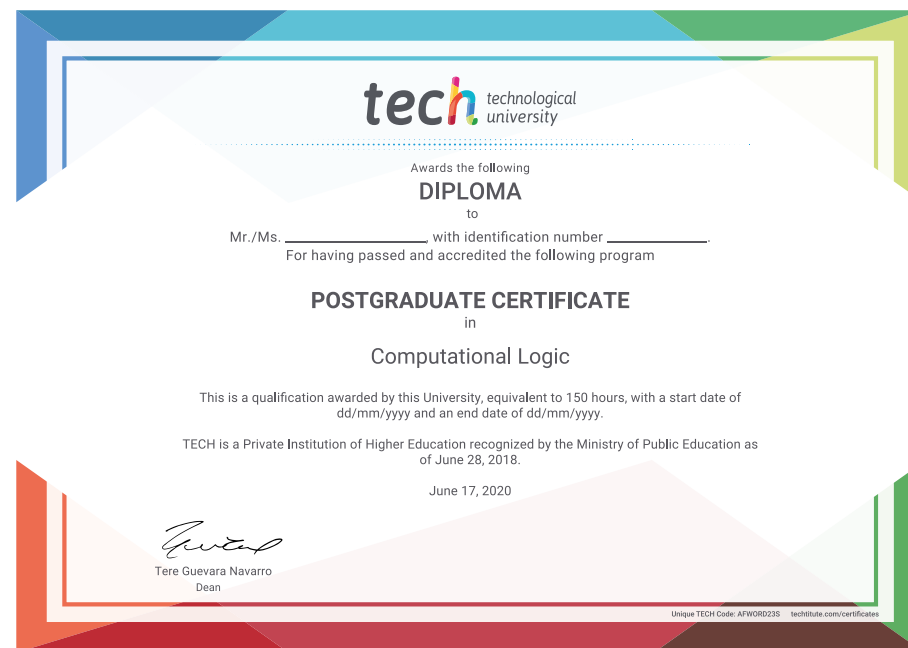 tech technological
university
Awards the following
DIPLOMA
to
Mr./Ms. ____________, with identification number ____________.
For having passed and accredited the following program
POSTGRADUATE CERTIFICATE
in
Computational Logic
This is a qualification awarded by this University, equivalent to 150 hours, with a start date of
dd/mm/yyyy and an end date of dd/mm/yyyy.
TECH is a Private Institution of Higher Education recognized by the Ministry of Public Education as
of June 28, 2018.
June 17, 2020
Tere Guevara Navarro
Dean
Unique TECH Code: AFWORD23S techtitute.com/certificates